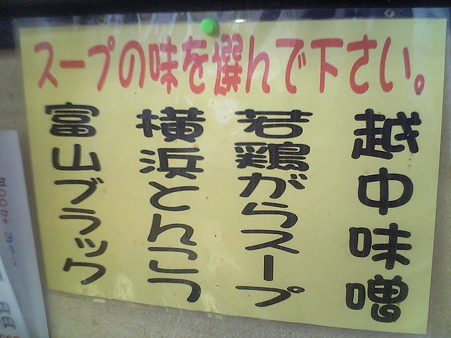 スープの味を選んで下さい。
越中味噌
若鶏がらスープ
横浜とんこつ
富山ブラック